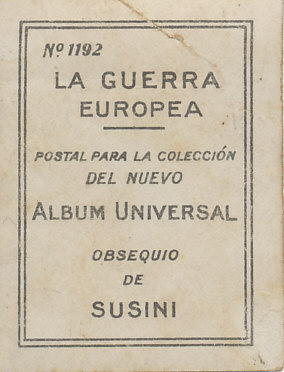 Nº 1192
LA GUERRA
EUROPEA
POSTAL PARA LA COLECCIÓN
DEL NUEVO
ALBUM UNIVERSAL
OBSEQUIO
DE
SUSINI